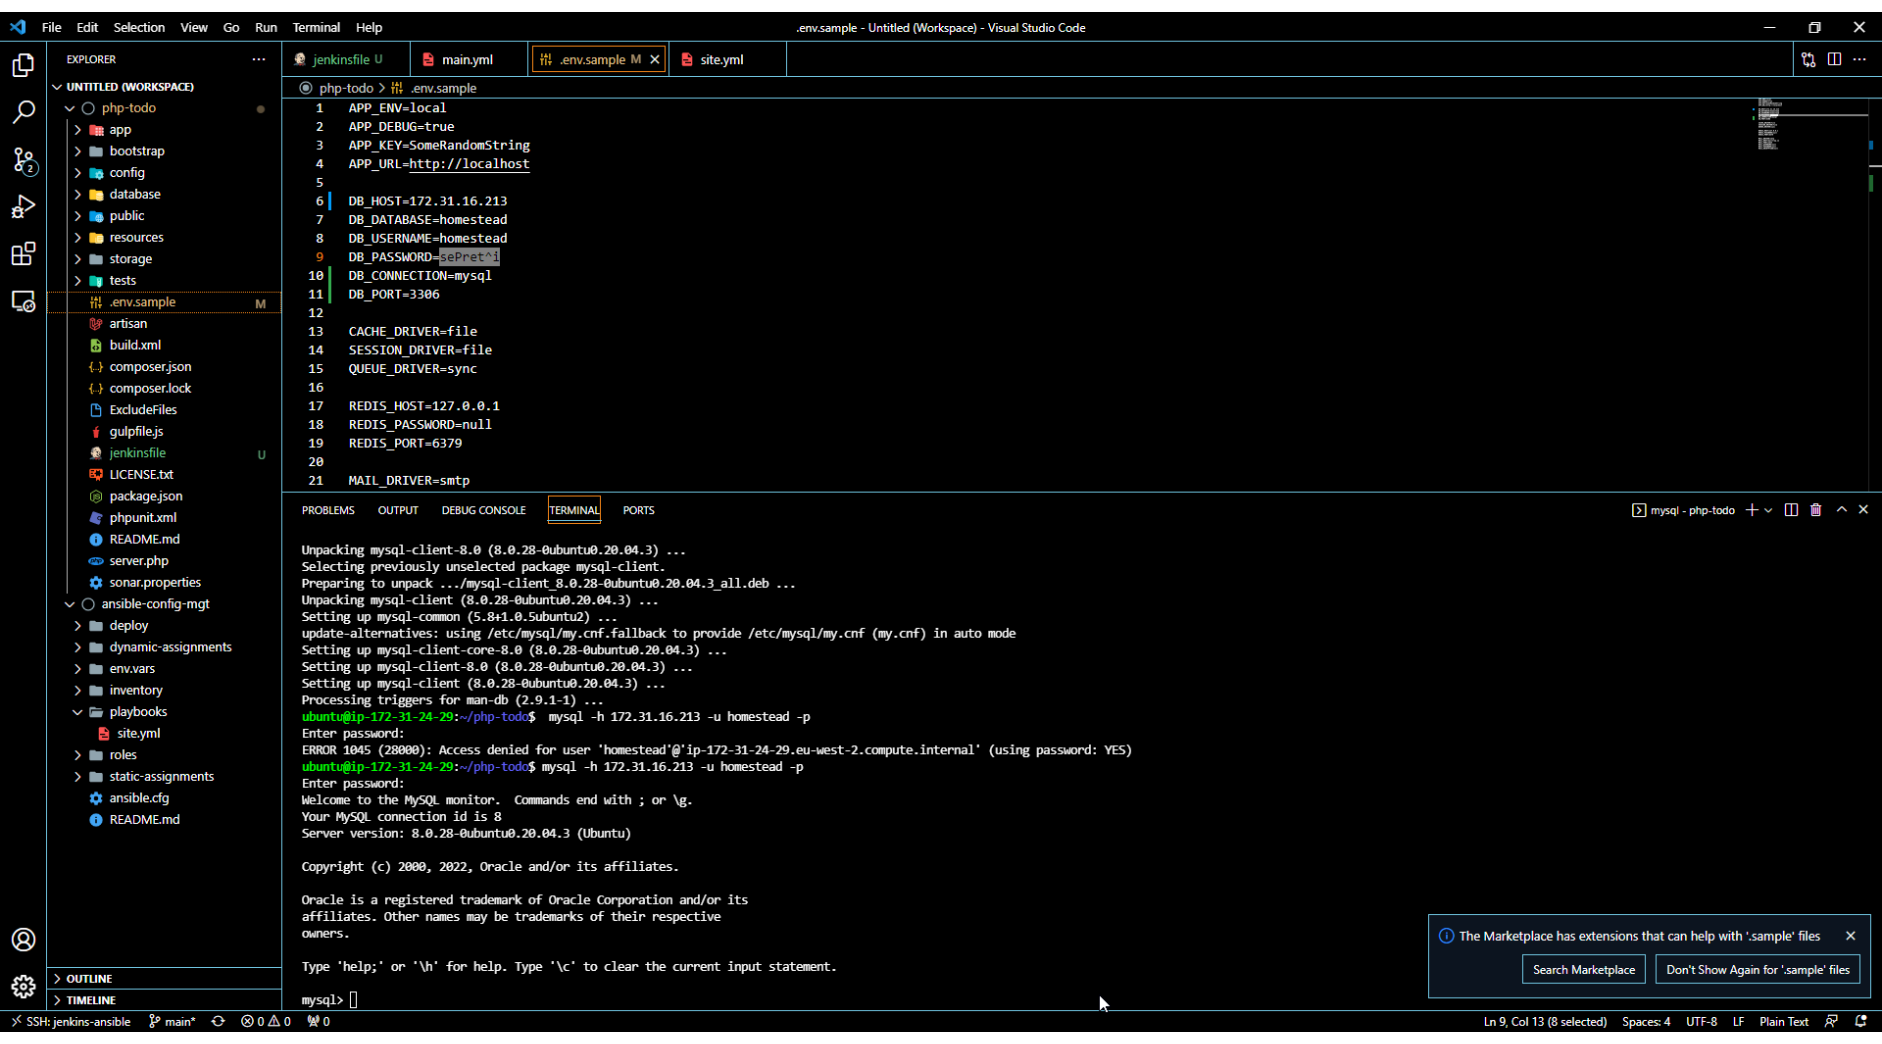 File Edit Selection View Go Run Terminal Help
.env.sample - Untitled (Workspace) - Visual Studio Code
EXPLORER
jenkinsfile U
main.yml
.env.sample M
site.yml
UNTITLED (WORKSPACE)
php-todo
app
bootstrap
config
database
public
resources
storage
tests
.env.sample M
artisan
build.xml
composer.json
composer.lock
ExcludeFiles
gulpfile.js
jenkinsfile U
LICENSE.txt
package.json
phpunit.xml
README.md
server.php
sonar.properties
ansible-config-mgt
deploy
dynamic-assignments
env.vars
inventory
playbooks
site.yml
roles
static-assignments
ansible.cfg
README.md
OUTLINE
TIMELINE
2
php-todo > .env.sample
1 APP_ENV=local
2 APP_DEBUG=true
3 APP_KEY=SomeRandomString
4 APP_URL=http://localhost
5
6 DB_HOST=172.31.16.213
7 DB_DATABASE=homestead
8 DB_USERNAME=homestead
9 DB_PASSWORD=sePret^i
10 DB_CONNECTION=mysql
11 DB_PORT=3306
12
13 CACHE_DRIVER=file
14 SESSION_DRIVER=file
15 QUEUE_DRIVER=sync
16
17 REDIS_HOST=127.0.0.1
18 REDIS_PASSWORD=null
19 REDIS_PORT=6379
20
21 MAIL_DRIVER=smtp
PROBLEMS OUTPUT DEBUG CONSOLE TERMINAL PORTS
mysql - php-todo
Unpacking mysql-client-8.0 (8.0.28-0ubuntu0.20.04.3) ...
Selecting previously unselected package mysql-client.
Preparing to unpack .../mysql-client_8.0.28-0ubuntu0.20.04.3_all.deb ...
Unpacking mysql-client (8.0.28-0ubuntu0.20.04.3) ...
Setting up mysql-common (5.8+1.0.5ubuntu2) ...
update-alternatives: using /etc/mysql/my.cnf.fallback to provide /etc/mysql/my.cnf (my.cnf) in auto mode
Setting up mysql-client-core-8.0 (8.0.28-0ubuntu0.20.04.3) ...
Setting up mysql-client-8.0 (8.0.28-0ubuntu0.20.04.3) ...
Setting up mysql-client (8.0.28-0ubuntu0.20.04.3) ...
Processing triggers for man-db (2.9.1-1) ...
ubuntu@ip-172-31-24-29:~/php-todo$ mysql -h 172.31.16.213 -u homestead -p
Enter password:
ERROR 1045 (28000): Access denied for user 'homestead'@'ip-172-31-24-29.eu-west-2.compute.internal' (using password: YES)
ubuntu@ip-172-31-24-29:~/php-todo$ mysql -h 172.31.16.213 -u homestead -p
Enter password:
Welcome to the MySQL monitor. Commands end with ; or \g.
Your MySQL connection id is 8
Server version: 8.0.28-0ubuntu0.20.04.3 (Ubuntu)
Copyright (c) 2000, 2022, Oracle and/or its affiliates.
Oracle is a registered trademark of Oracle Corporation and/or its
affiliates. Other names may be trademarks of their respective
owners.
Type 'help;' or '\h' for help. Type '\c' to clear the current input statement.
mysql>
The Marketplace has extensions that can help with '.sample' files
Search Marketplace
Don't Show Again for '.sample' files
SSH: jenkins-ansible main* 0 0 0
Ln 9, Col 13 (8 selected) Spaces: 4 UTF-8 LF Plain Text